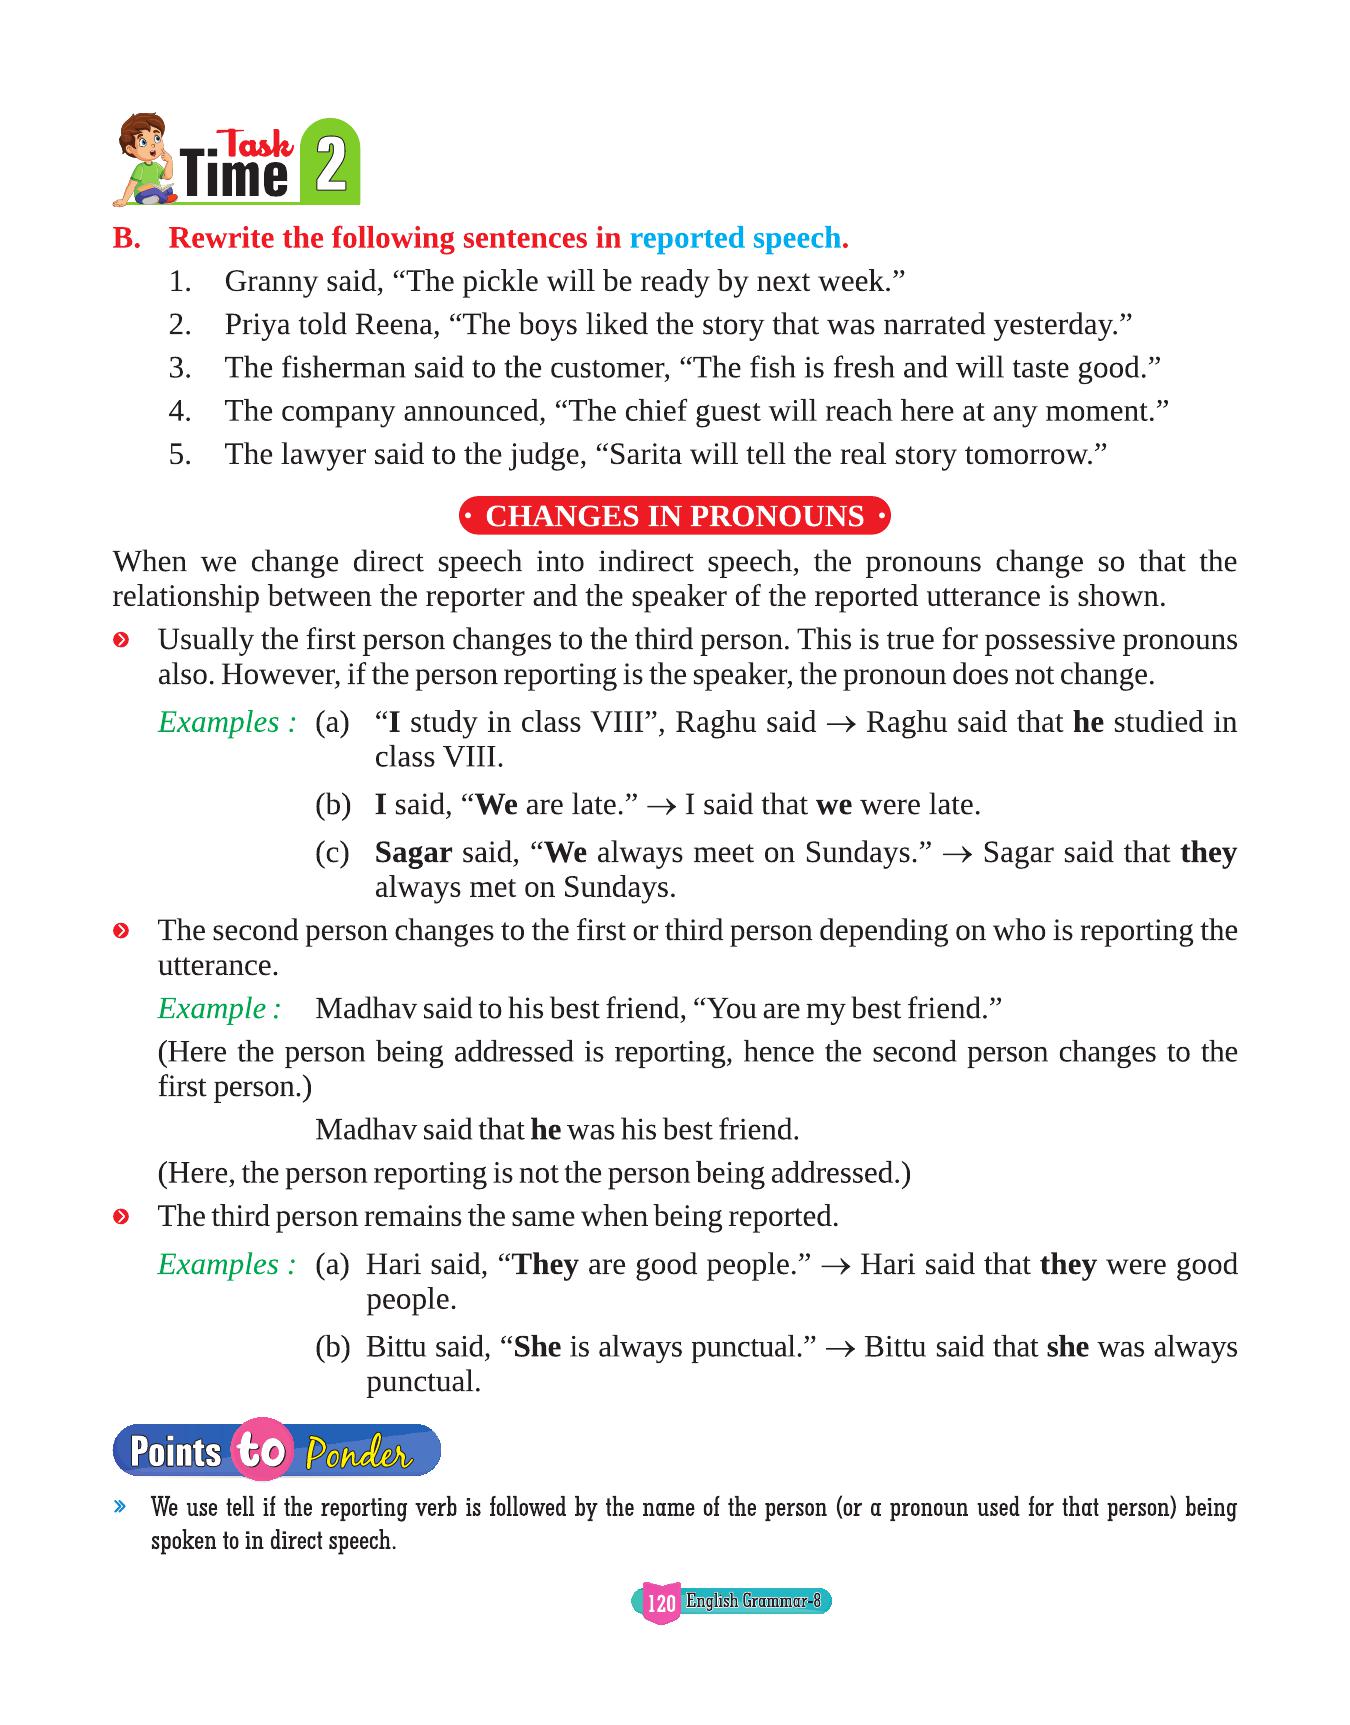 Task
Time 2
B. Rewrite the following sentences in reported speech.
1. Granny said, “The pickle will be ready by next week.”
2. Priya told Reena, “The boys liked the story that was narrated yesterday.”
3. The fisherman said to the customer, “The fish is fresh and will taste good.”
4. The company announced, “The chief guest will reach here at any moment.”
5. The lawyer said to the judge, “Sarita will tell the real story tomorrow.”
• CHANGES IN PRONOUNS •
When we change direct speech into indirect speech, the pronouns change so that the
relationship between the reporter and the speaker of the reported utterance is shown.
Usually the first person changes to the third person. This is true for possessive pronouns
also. However, if the person reporting is the speaker, the pronoun does not change.
Examples : (a) “I study in class VIII”, Raghu said → Raghu said that he studied in
class VIII.
(b) I said, “We are late.” → I said that we were late.
(c) Sagar said, “We always meet on Sundays.” → Sagar said that they
always met on Sundays.
The second person changes to the first or third person depending on who is reporting the
utterance.
Example : Madhav said to his best friend, “You are my best friend.”
(Here the person being addressed is reporting, hence the second person changes to the
first person.)
Madhav said that he was his best friend.
(Here, the person reporting is not the person being addressed.)
The third person remains the same when being reported.
Examples : (a) Hari said, “They are good people.” → Hari said that they were good
people.
(b) Bittu said, “She is always punctual.” → Bittu said that she was always
punctual.
Points to Ponder
» We use tell if the reporting verb is followed by the name of the person (or a pronoun used for that person) being
spoken to in direct speech.
120 English Grammar-8